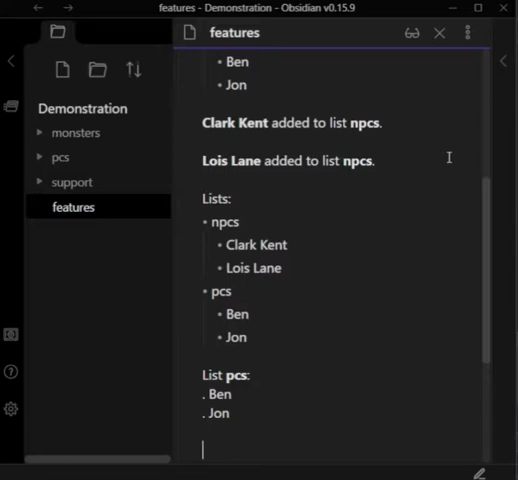 features - Demonstration - Obsidian v0.15.9
features
Demonstration
monsters
pcs
support
features
• Ben
• Jon
Clark Kent added to list npcs.
Lois Lane added to list npcs.
Lists:
• npcs
• Clark Kent
• Lois Lane
• pcs
• Ben
• Jon
List pcs:
. Ben
. Jon